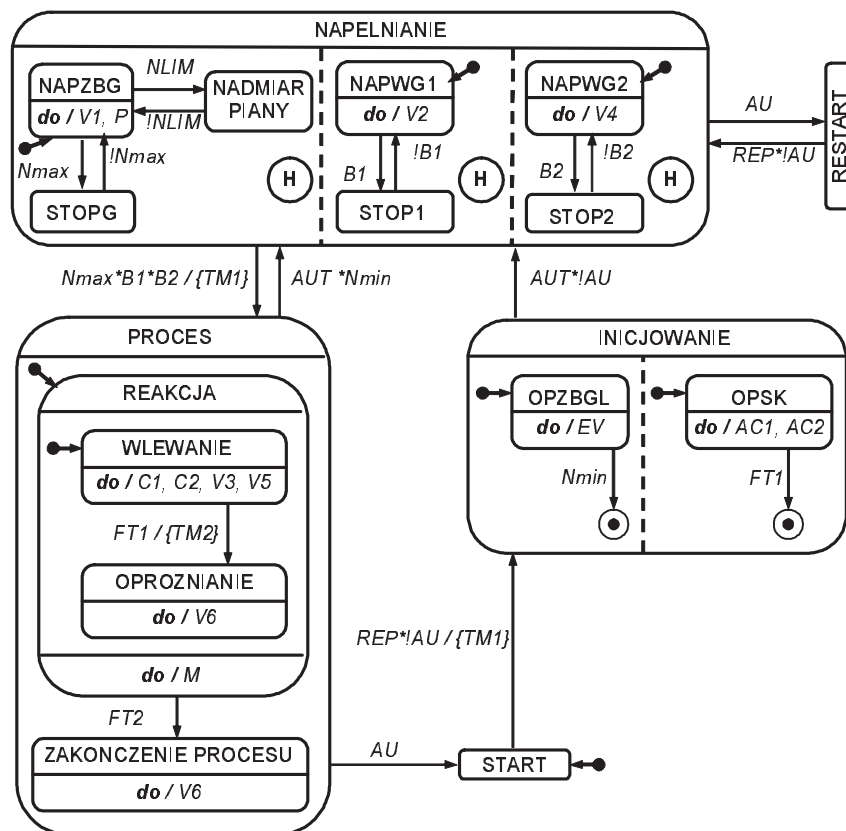 NAPELNIANIE
NAPZBG
do / V1, P
NLIM
!NLIM
NADMIAR
PIANY
Nmax
!Nmax
STOPG
H
NAPWG1
do / V2
B1
!B1
STOP1
H
NAPWG2
do / V4
B2
!B2
STOP2
H
AU
REP*!AU
RESTART
Nmax*B1*B2 / {TM1}
AUT *Nmin
AUT*!AU
PROCES
REAKCJA
WLEWANIE
do / C1, C2, V3, V5
FT1 / {TM2}
OPROZNIANIE
do / V6
do / M
FT2
ZAKONCZENIE PROCESU
do / V6
INICJOWANIE
OPZBGL
do / EV
Nmin
OPSK
do / AC1, AC2
FT1
REP*!AU / {TM1}
AU
START